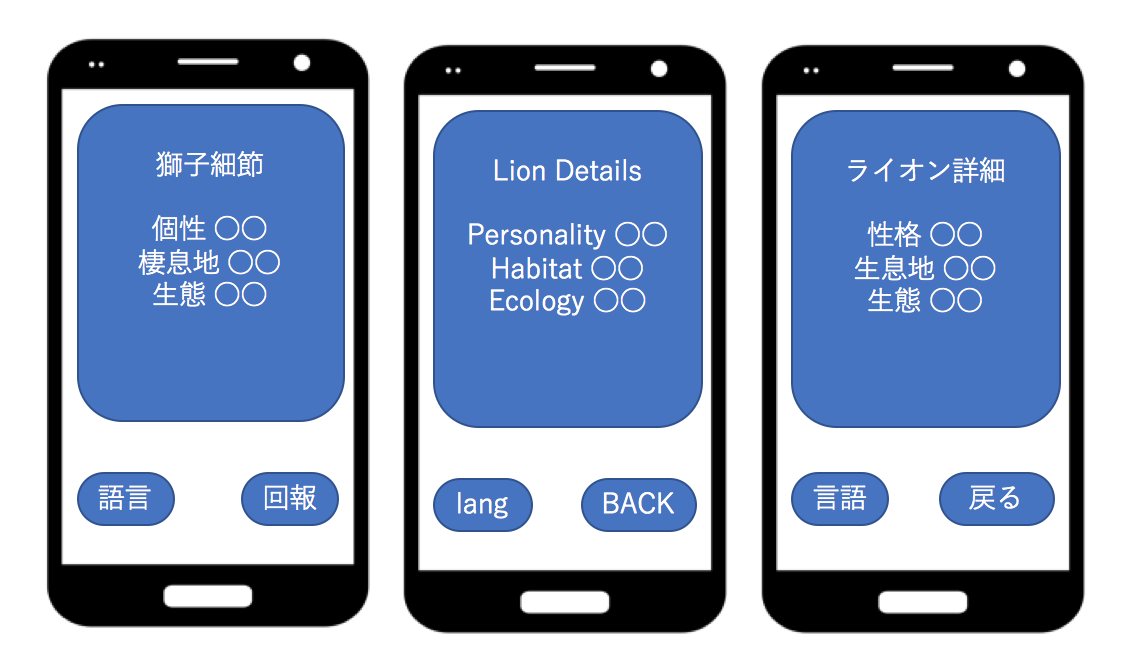 獅子細節
個性 〇〇
棲息地 〇〇
生態 〇〇
語言
回報
Lion Details
Personality 〇〇
Habitat 〇〇
Ecology 〇〇
lang
BACK
ライオン詳細
性格 〇〇
生息地 〇〇
生態 〇〇
言語
戻る